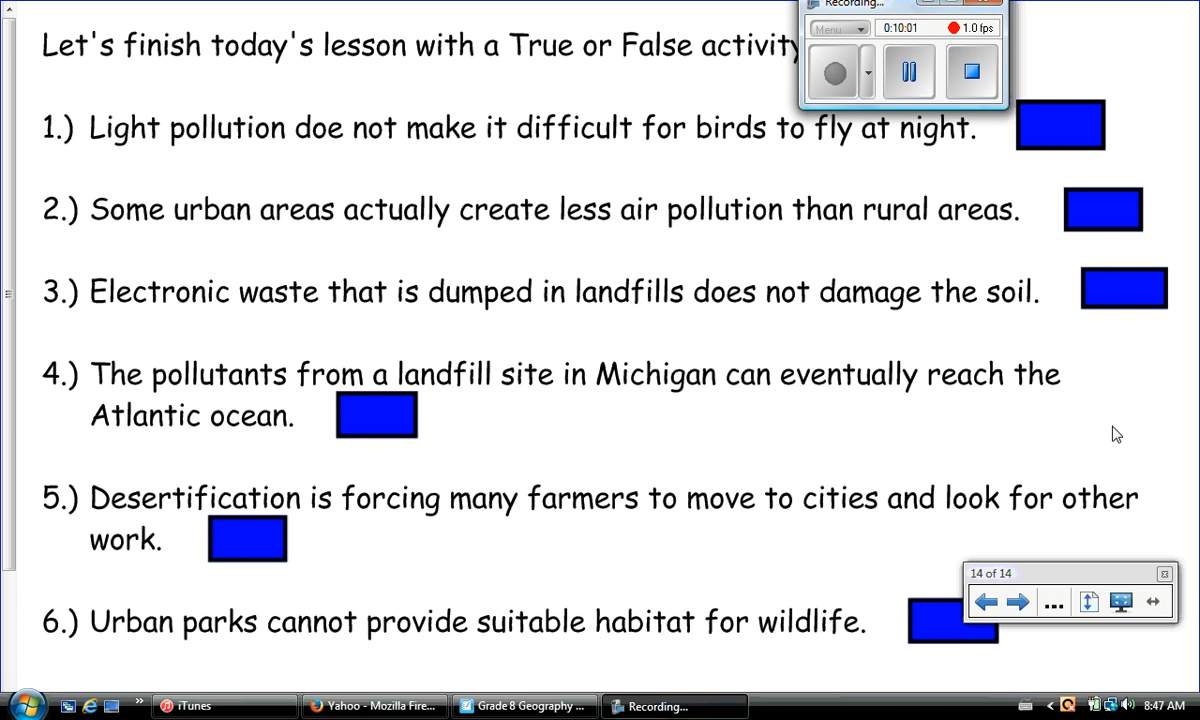 Recording...
Menu 0:10:01 1.0 fps
Let's finish today's lesson with a True or False activity
1.) Light pollution doe not make it difficult for birds to fly at night.
2.) Some urban areas actually create less air pollution than rural areas.
3.) Electronic waste that is dumped in landfills does not damage the soil.
4.) The pollutants from a landfill site in Michigan can eventually reach the
Atlantic ocean.
5.) Desertification is forcing many farmers to move to cities and look for other
work.
14 of 14
6.) Urban parks cannot provide suitable habitat for wildlife.
iTunes Yahoo - Mozilla Fire... Grade 8 Geography ... Recording... 8:47 AM